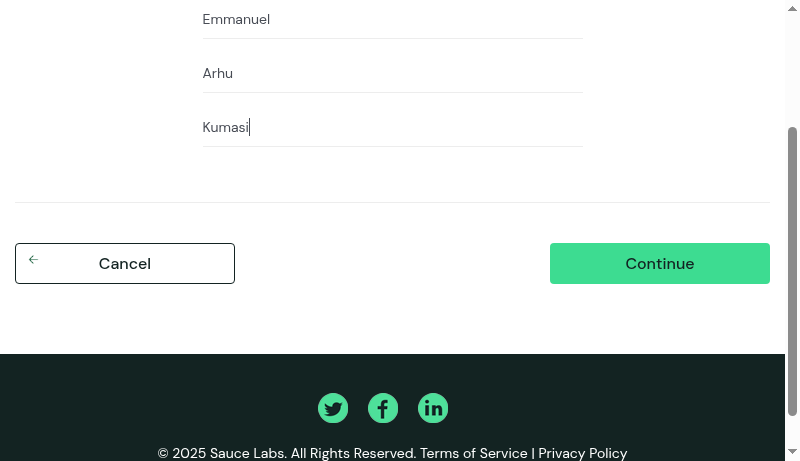 Emmanuel
Arhu
Kumasi
Cancel
Continue
© 2025 Sauce Labs. All Rights Reserved. Terms of Service | Privacy Policy